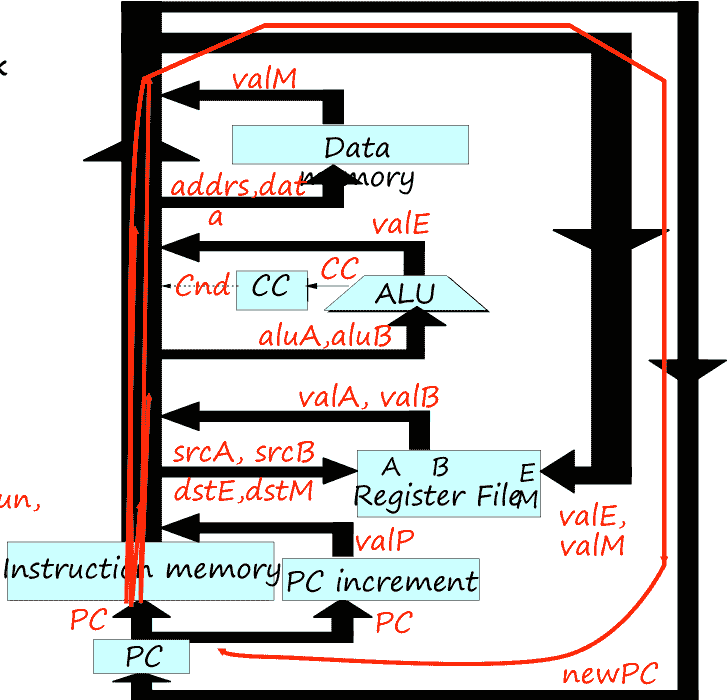 k
valM
Data
memory
addrs,dat
a
valE
Cnd
CC
CC
ALU
aluA,aluB
valA, valB
srcA, srcB
A B E
Register File M
dstE,dstM
valE,
valM
un,
valP
Instruction memory
PC increment
PC
PC
PC
newPC